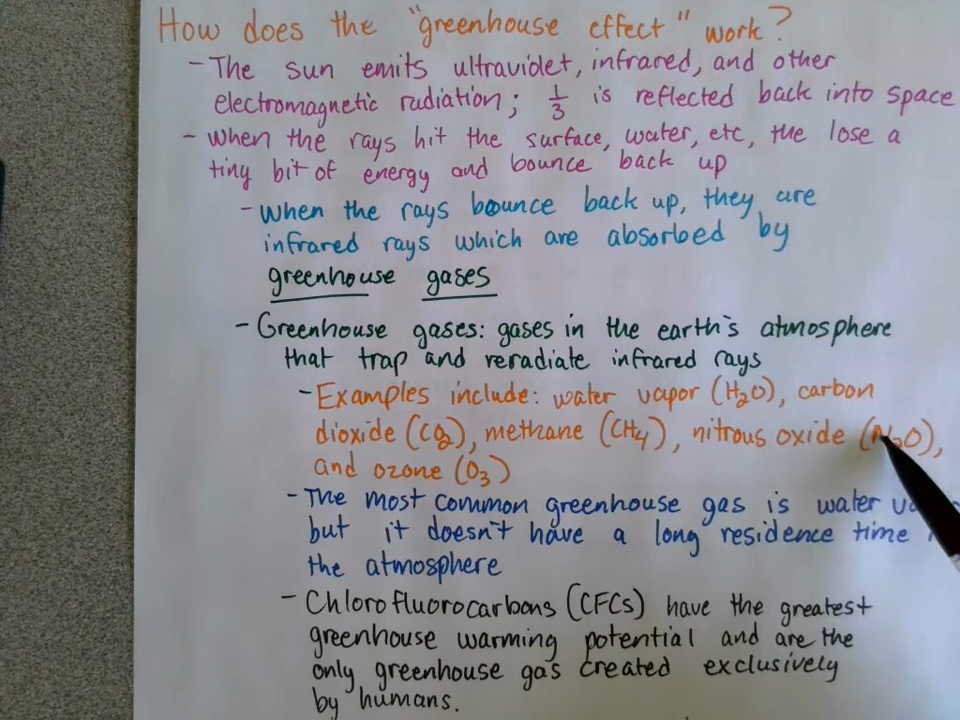 How does the "greenhouse effect" work?
- The sun emits ultraviolet, infrared, and other
electromagnetic radiation; 1/3 is reflected back into space
- When the rays hit the surface, water, etc, the lose a
tiny bit of energy and bounce back up
- When the rays bounce back up, they are
infrared rays which are absorbed by
greenhouse gases
- Greenhouse gases: gases in the earth's atmosphere
that trap and reradiate infrared rays
- Examples include: water vapor (H2O), carbon
dioxide (CO2), methane (CH4), nitrous oxide (N2O),
and ozone (O3)
- The most common greenhouse gas is water
but it doesn't have a long residence time
the atmosphere
- Chlorofluorocarbons (CFCs) have the greatest
greenhouse warming potential and are the
only greenhouse gas created exclusively
by humans.